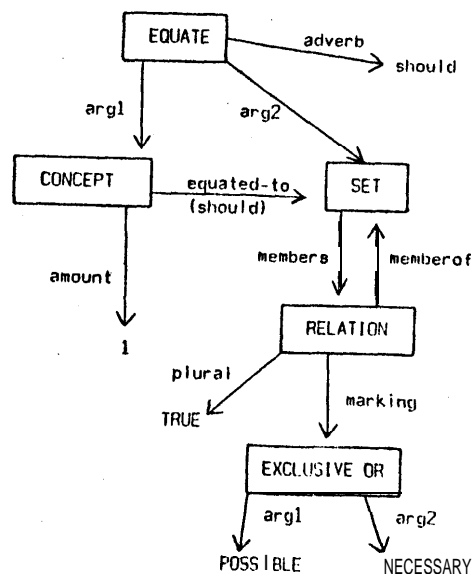 EQUATE
adverb
should
arg1
arg2
CONCEPT
equated-to
(should)
SET
amount
members
memberof
1
RELATION
plural
marking
TRUE
EXCLUSIVE OR
arg1
arg2
POSSIBLE
NECESSARY